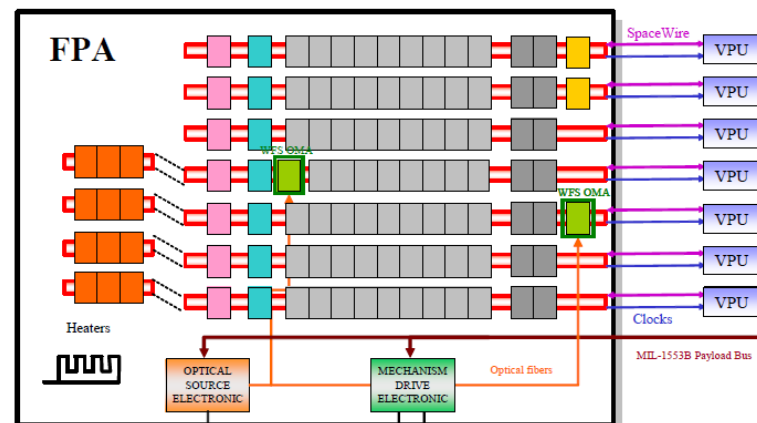 FPA
SpaceWire
VPU
VPU
VPU
WFS OMA
VPU
WFS OMA
VPU
VPU
VPU
Heaters
Clocks
MIL-1553B Payload Bus
OPTICAL
SOURCE
ELECTRONIC
MECHANISM
DRIVE
ELECTRONIC
Optical fibers